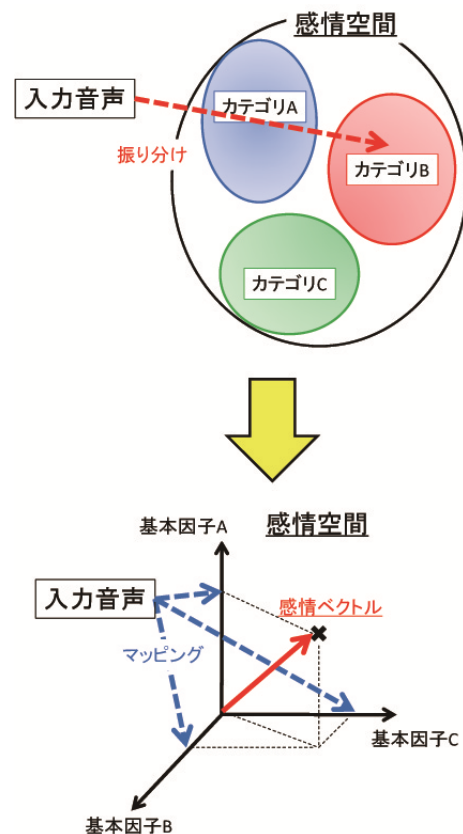 感情空間
入力音声
カテゴリA
振り分け
カテゴリB
カテゴリC
感情空間
基本因子A
入力音声
感情ベクトル
マッピング
基本因子C
基本因子B